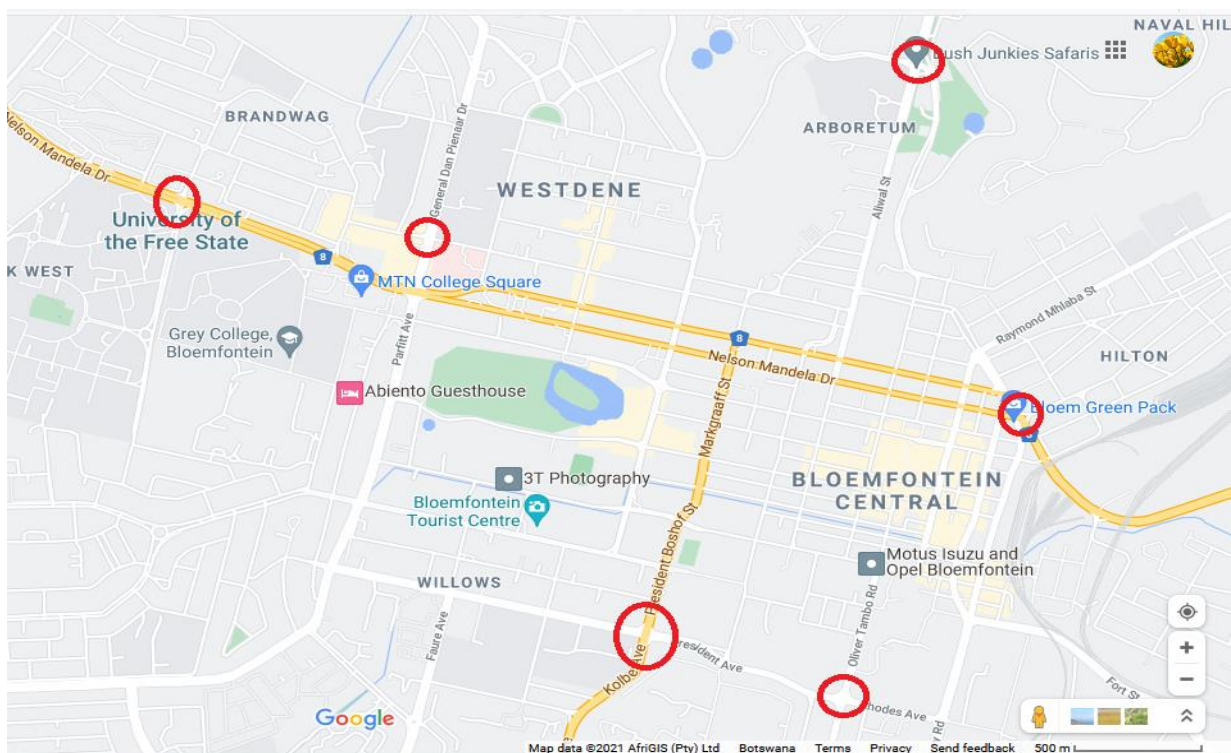 NAVAL HIL
Bush Junkies Safaris
BRANDWAG
ARBORETUM
General Dan Pienaar Dr
Nelson Mandela Dr
WESTDENE
Aliwal St
University of
the Free State
8
K WEST
MTN College Square
Raymond Mhlaba St
Parfitt Ave
Grey College,
Bloemfontein
8
Nelson Mandela Dr
HILTON
Abiento Guesthouse
Markgraaff St
Bloem Green Pack
3T Photography
BLOEMFONTEIN
CENTRAL
Bloemfontein
Tourist Centre
President Boshof St
Motus Isuzu and
Opel Bloemfontein
WILLOWS
Faure Ave
Oliver Tambo Rd
Kolbe Ave
President Ave
Fort St
Rhodes Ave
y Rd
Google
Map data ©2021 AfriGIS (Pty) Ltd Botswana Terms Privacy Send feedback 500 m